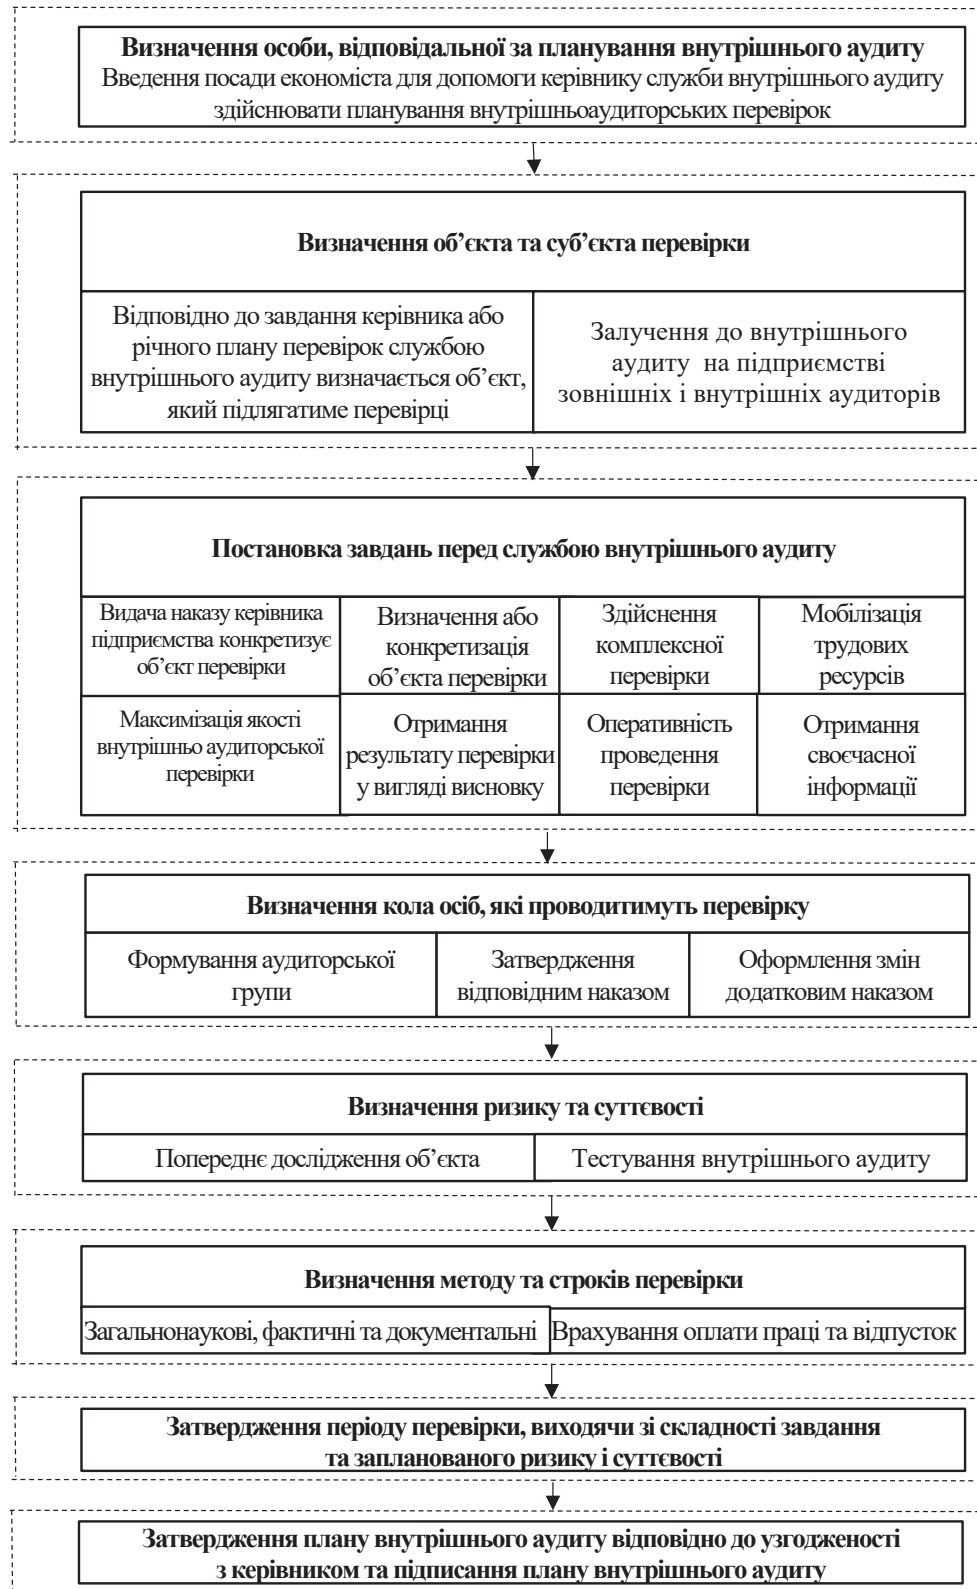 Визначення особи, відповідальної за планування внутрішнього аудиту
Введення посади економіста для допомоги керівнику служби внутрішнього аудиту
здійснювати планування внутрішньоаудиторських перевірок
Визначення об’єкта та суб’єкта перевірки
Відповідно до завдання керівника або
річного плану перевірок службою
внутрішнього аудиту визначається об’єкт,
який підлягатиме перевірці
Залучення до внутрішнього
аудиту на підприємстві
зовнішніх і внутрішніх аудиторів
Постановка завдань перед службою внутрішнього аудиту
Видача наказу керівника
підприємства конкретизує
об’єкт перевірки
Визначення або
конкретизація
об’єкта перевірки
Здійснення
комплексної
перевірки
Мобілізація
трудових
ресурсів
Максимізація якості
внутрішньо аудиторської
перевірки
Отримання
результату перевірки
у вигляді висновку
Оперативність
проведення
перевірки
Отримання
своєчасної
інформації
Визначення кола осіб, які проводитимуть перевірку
Формування аудиторської
групи
Затвердження
відповідним наказом
Оформлення змін
додатковим наказом
Визначення ризику та суттєвості
Попереднє дослідження об’єкта
Тестування внутрішнього аудиту
Визначення методу та строків перевірки
Загальнонаукові, фактичні та документальні
Врахування оплати праці та відпусток
Затвердження періоду перевірки, виходячи зі складності завдання
та запланованого ризику і суттєвості
Затвердження плану внутрішнього аудиту відповідно до узгодженості
з керівником та підписання плану внутрішнього аудиту